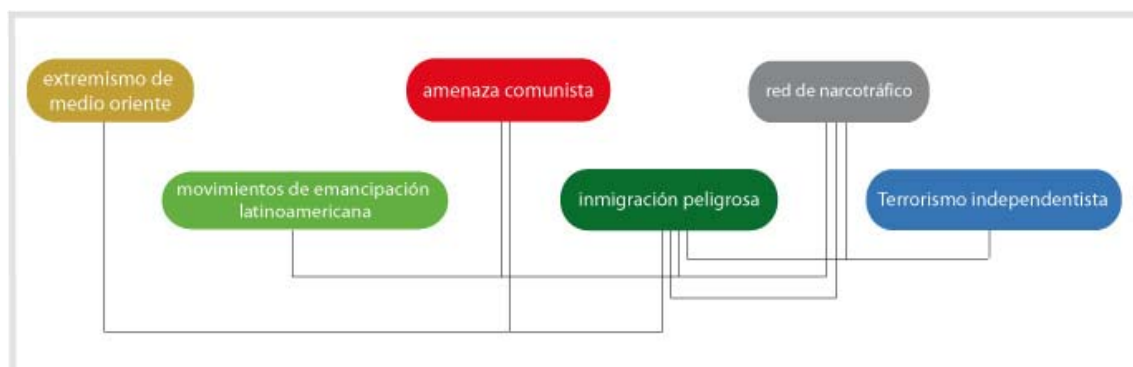 extremismo de
medio oriente
amenaza comunista
red de narcotráfico
movimientos de emancipación
latinoamericana
inmigración peligrosa
Terrorismo independentista